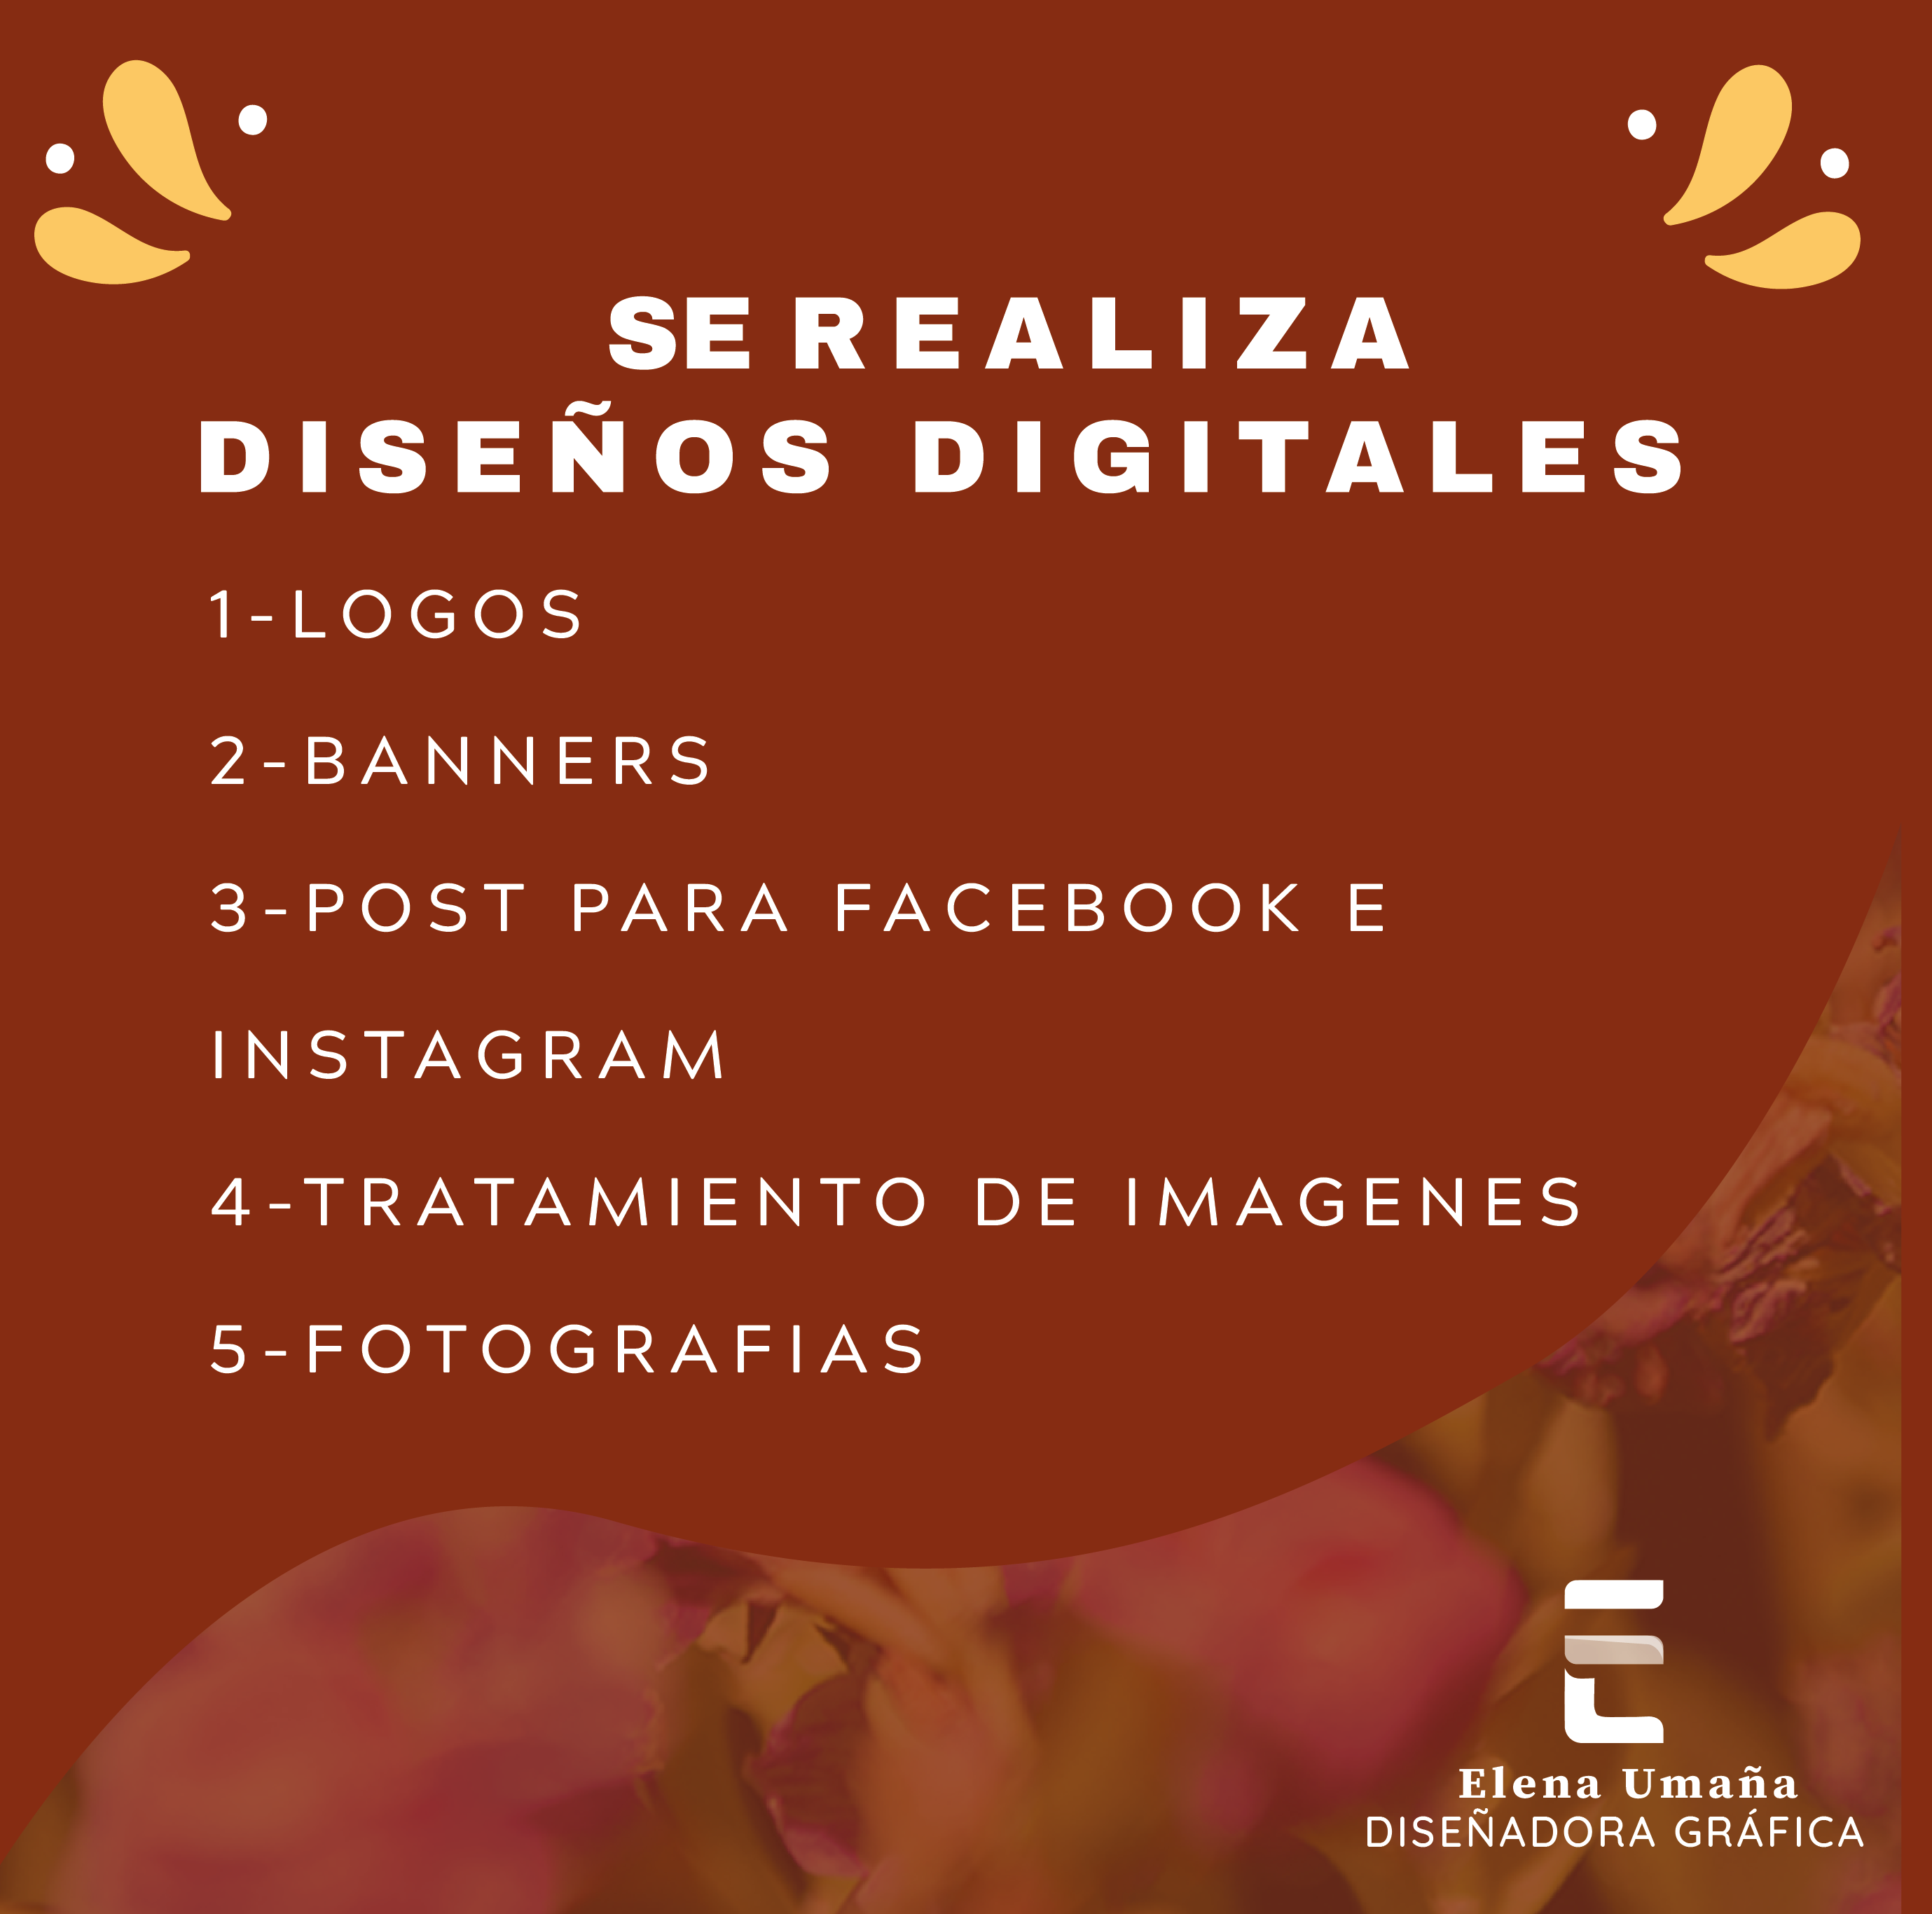 SE REALIZA
DISEÑOS DIGITALES
1-LOGOS
2-BANNERS
3-POST PARA FACEBOOK E
INSTAGRAM
4-TRATAMIENTO DE IMAGENES
5-FOTOGRAFIAS
Elena Umaña
DISEÑADORA GRÁFICA